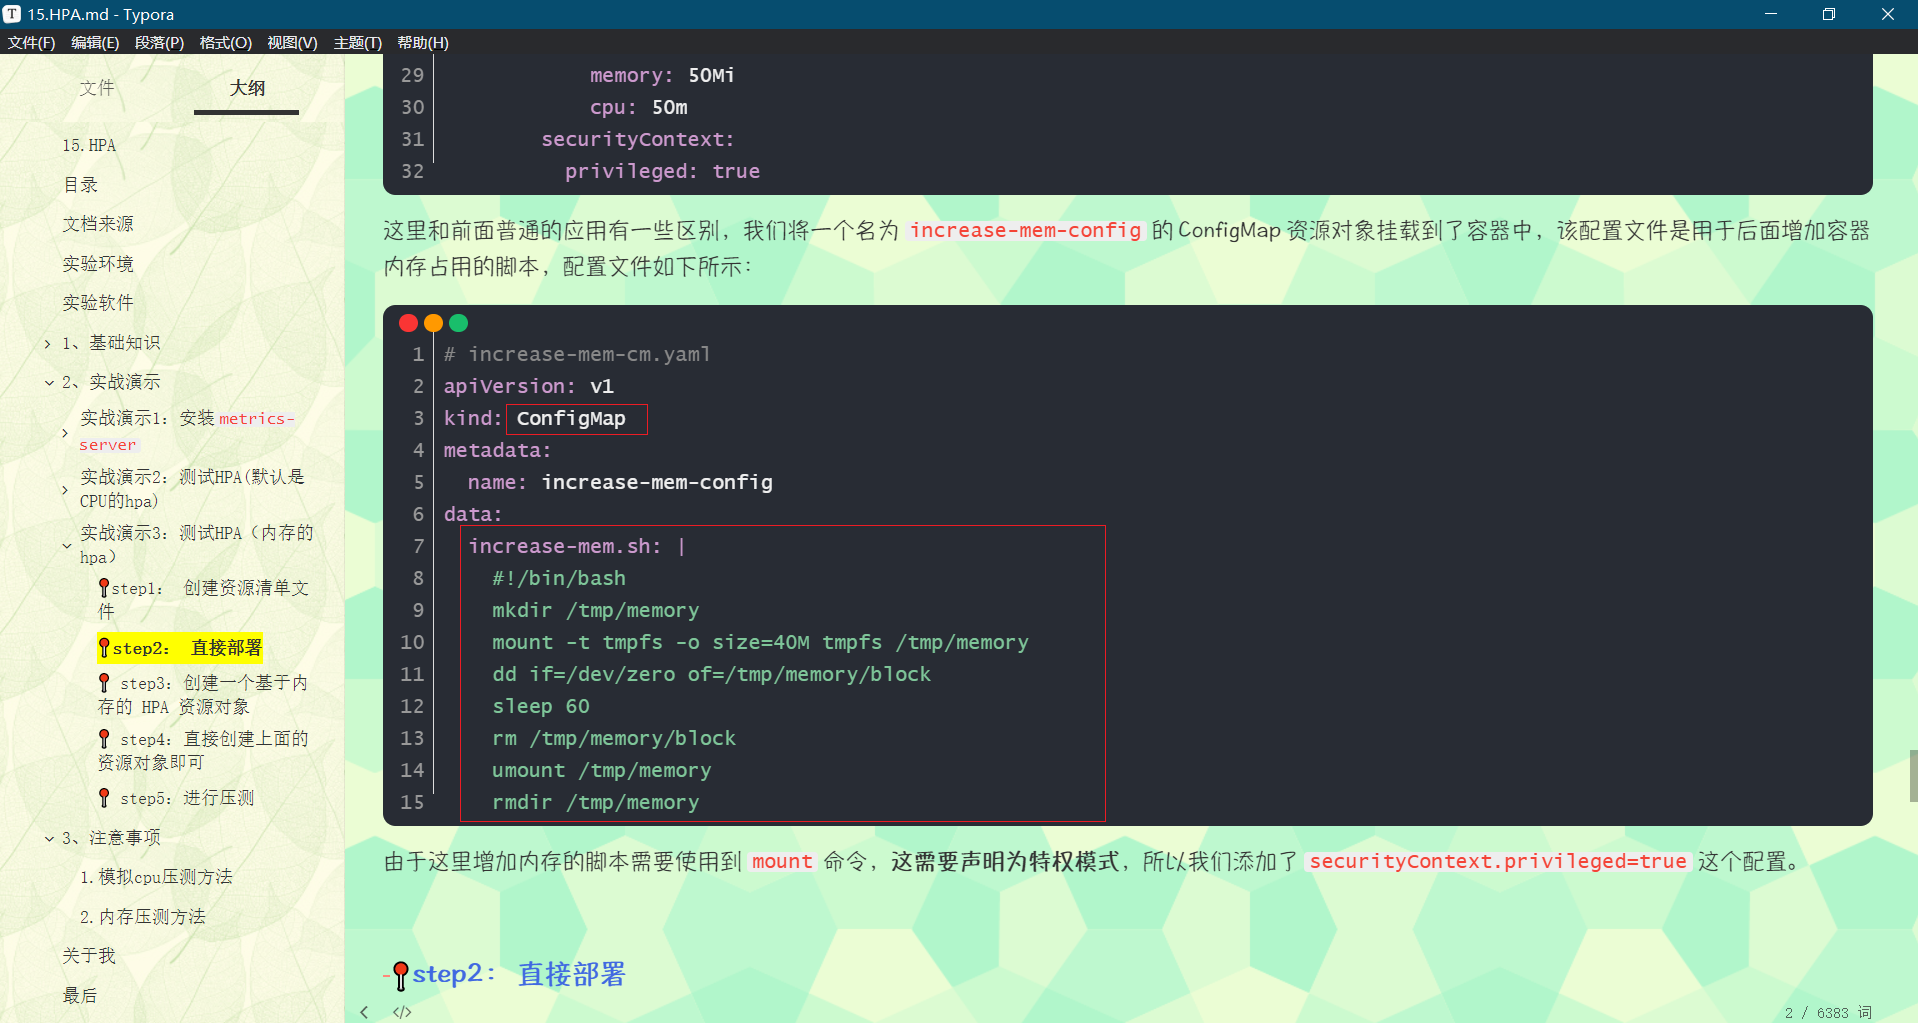 15.HPA.md - Typora
文件(F) 编辑(E) 段落(P) 格式(O) 视图(V) 主题(T) 帮助(H)
文件 大纲
15.HPA
目录
文档来源
实验环境
实验软件
1、基础知识
2、实战演示
实战演示1：安装 metrics-
server
实战演示2：测试HPA(默认是
CPU的hpa)
实战演示3：测试HPA（内存的
hpa）
step1： 创建资源清单文
件
step2： 直接部署
step3：创建一个基于内
存的 HPA 资源对象
step4：直接创建上面的
资源对象即可
step5：进行压测
3、注意事项
1.模拟cpu压测方法
2.内存压测方法
关于我
最后
29 memory: 50Mi
30 cpu: 50m
31 securityContext:
32 privileged: true
这里和前面普通的应用有一些区别，我们将一个名为 increase-mem-config 的 ConfigMap 资源对象挂载到了容器中，该配置文件是用于后面增加容器
内存占用的脚本，配置文件如下所示：
1 # increase-mem-cm.yaml
2 apiVersion: v1
3 kind: ConfigMap
4 metadata:
5 name: increase-mem-config
6 data:
7 increase-mem.sh: |
8 #!/bin/bash
9 mkdir /tmp/memory
10 mount -t tmpfs -o size=40M tmpfs /tmp/memory
11 dd if=/dev/zero of=/tmp/memory/block
12 sleep 60
13 rm /tmp/memory/block
14 umount /tmp/memory
15 rmdir /tmp/memory
由于这里增加内存的脚本需要使用到 mount 命令，这需要声明为特权模式，所以我们添加了 securityContext.privileged=true 这个配置。
-step2： 直接部署
2 / 6383 词